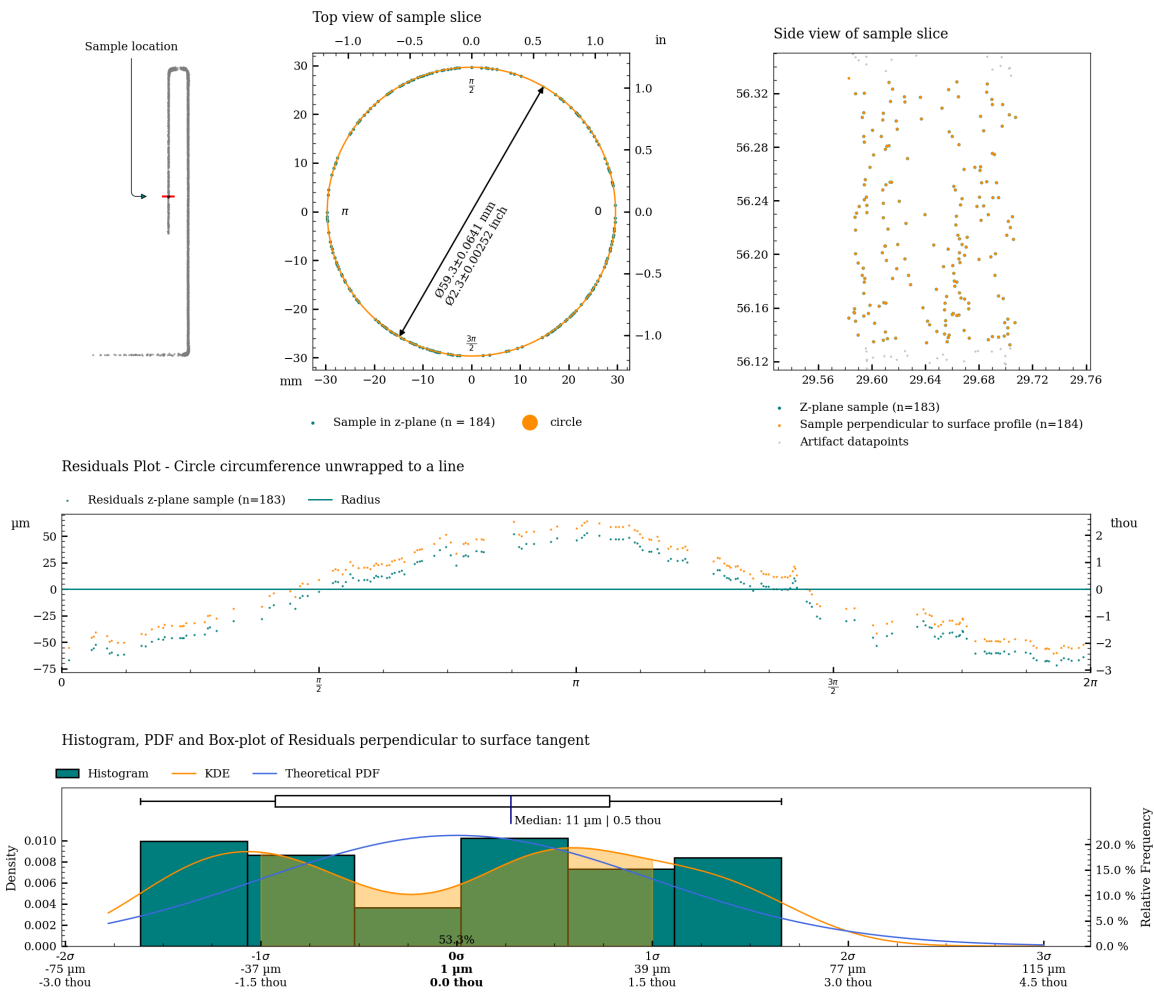 Sample location
Top view of sample slice
−1.0 −0.5 0.0 0.5 1.0 in
30
20
10
0
−10
−20
−30
1.0
0.5
0.0
−0.5
−1.0
π/2
π
0
3π/2
Ø59.3±0.0641 mm
Ø2.3±0.00252 inch
mm −30 −20 −10 0 10 20 30
Sample in z-plane (n = 184) circle
Side view of sample slice
56.32
56.28
56.24
56.20
56.16
56.12
29.56 29.60 29.64 29.68 29.72 29.76
Z-plane sample (n=183)
Sample perpendicular to surface profile (n=184)
Artifact datapoints
Residuals Plot - Circle circumference unwrapped to a line
Residuals z-plane sample (n=183) Radius
µm
50
25
0
−25
−50
−75
thou
2
1
0
−1
−2
−3
0 π/2 π 3π/2 2π
Histogram, PDF and Box-plot of Residuals perpendicular to surface tangent
Histogram KDE Theoretical PDF
Median: 11 µm | 0.5 thou
Density
0.010
0.008
0.006
0.004
0.002
0.000
Relative Frequency
20.0 %
15.0 %
10.0 %
5.0 %
0.0 %
53.3%
-2σ -1σ 0σ 1σ 2σ 3σ
-75 µm -37 µm 1 µm 39 µm 77 µm 115 µm
-3.0 thou -1.5 thou 0.0 thou 1.5 thou 3.0 thou 4.5 thou